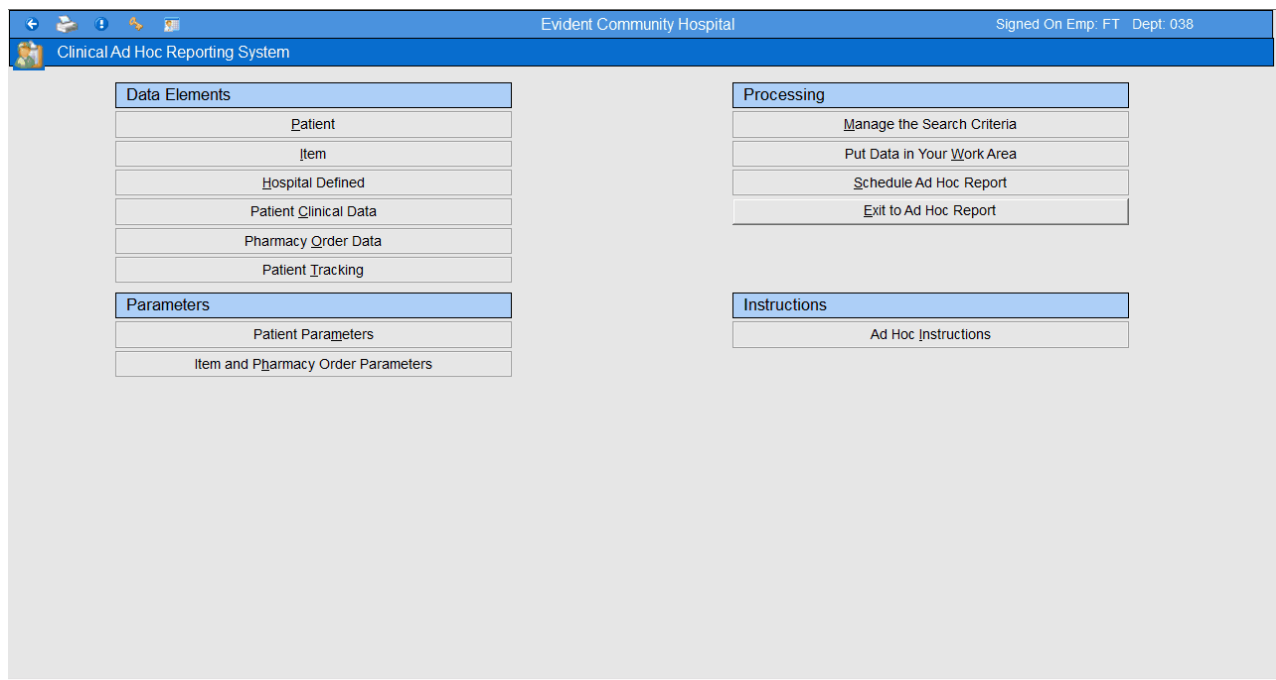 Evident Community Hospital
Signed On Emp: FT Dept: 038
Clinical Ad Hoc Reporting System
Data Elements
Patient
Item
Hospital Defined
Patient Clinical Data
Pharmacy Order Data
Patient Tracking
Parameters
Patient Parameters
Item and Pharmacy Order Parameters
Processing
Manage the Search Criteria
Put Data in Your Work Area
Schedule Ad Hoc Report
Exit to Ad Hoc Report
Instructions
Ad Hoc Instructions